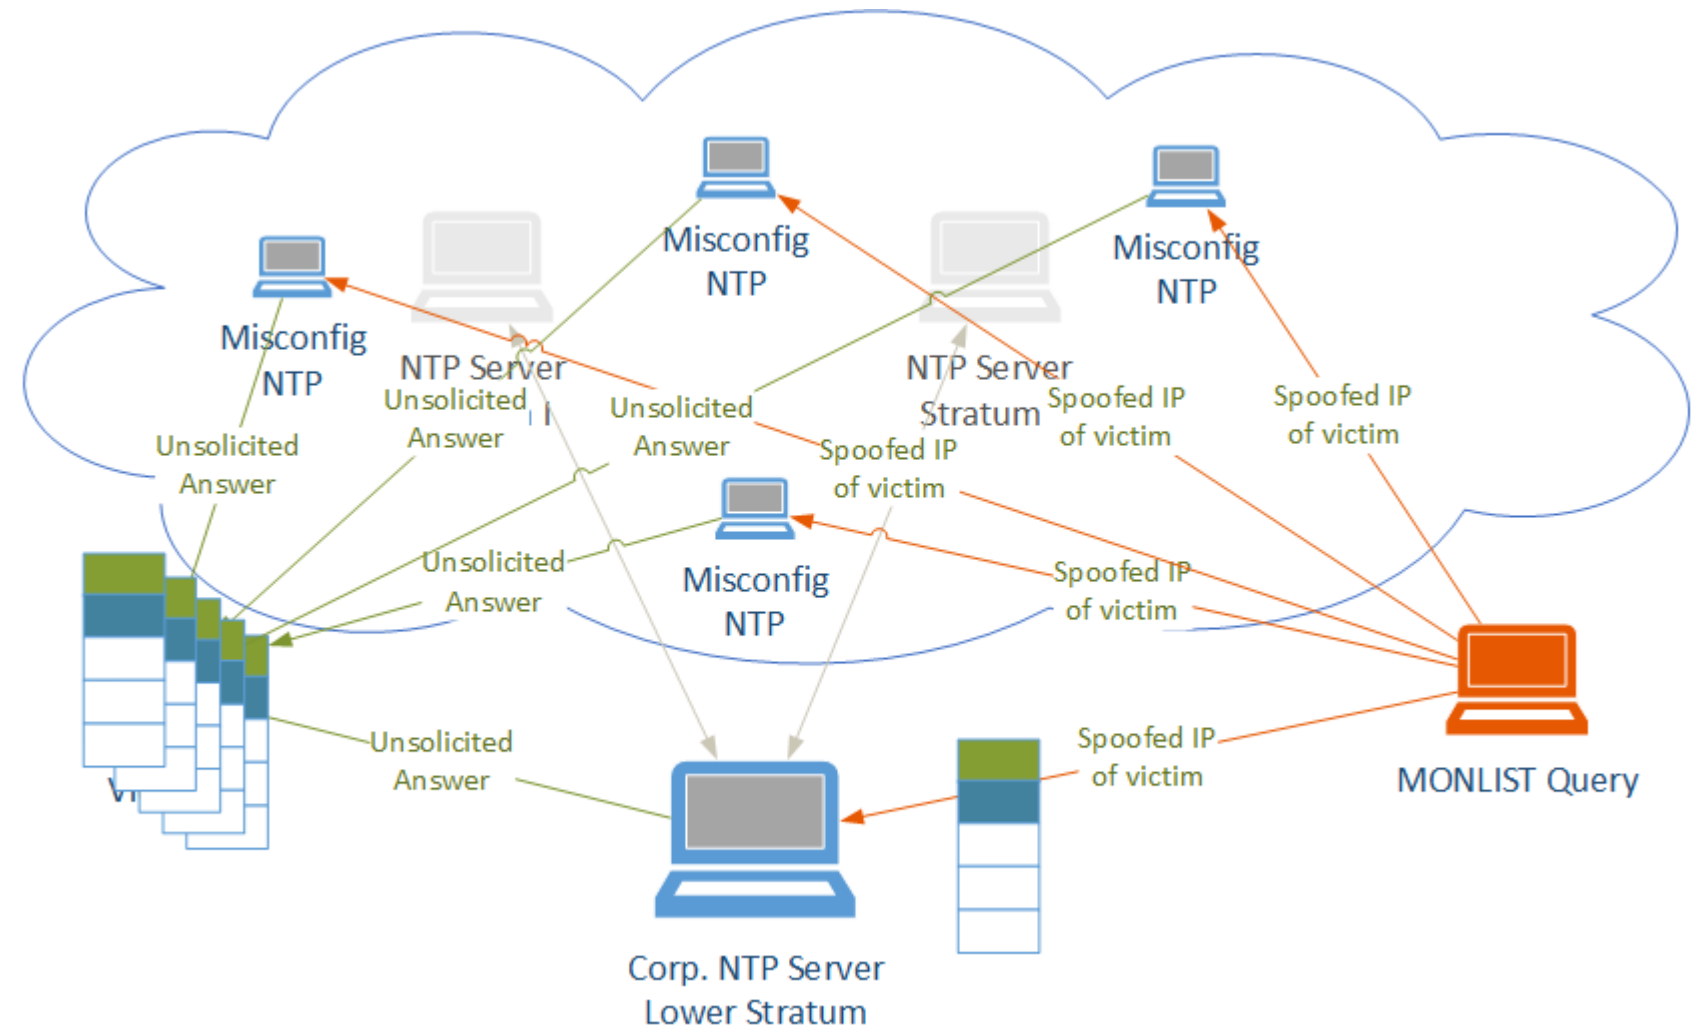 Misconfig
NTP
Misconfig
NTP
Misconfig
NTP
NTP Server
NTP Server
Stratum
Unsolicited
Answer
Unsolicited
Answer
Unsolicited
Answer
Spoofed IP
of victim
Spoofed IP
of victim
Spoofed IP
of victim
Unsolicited
Answer
Misconfig
NTP
Spoofed IP
of victim
Unsolicited
Answer
Spoofed IP
of victim
MONLIST Query
Corp. NTP Server
Lower Stratum